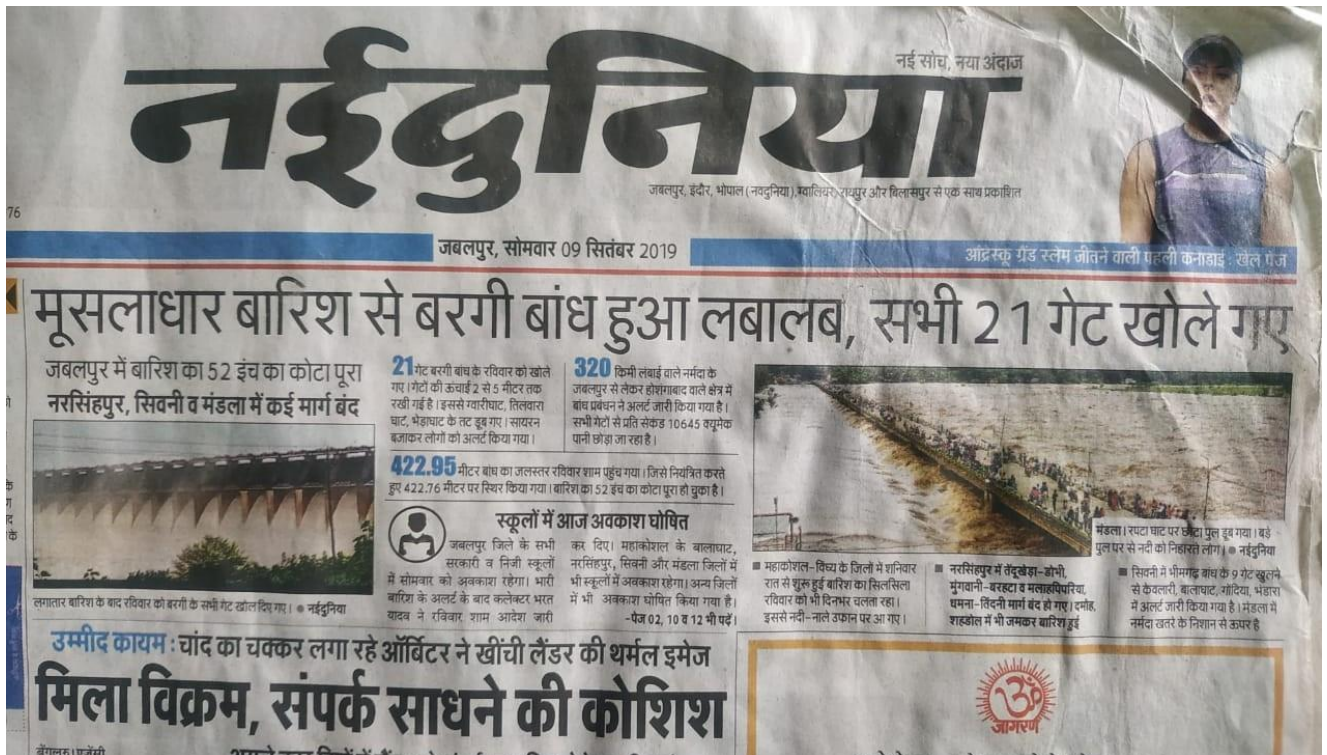 नई सोच, नया अंदाज
नईदुनिया
जबलपुर, इंदौर, भोपाल (नवदुनिया), ग्वालियर, रायपुर और बिलासपुर से एक साथ प्रकाशित
76
जबलपुर, सोमवार 09 सितंबर 2019
आंद्रेस्कू ग्रैंड स्लेम जीतने वाली पहली कनाडाई : खेल पेज
मूसलाधार बारिश से बरगी बांध हुआ लबालब, सभी 21 गेट खोले गए
जबलपुर में बारिश का 52 इंच का कोटा पूरा
नरसिंहपुर, सिवनी व मंडला में कई मार्ग बंद
लगातार बारिश के बाद रविवार को बरगी के सभी गेट खोल दिए गए। ● नईदुनिया
21 गेट बरगी बांध के रविवार को खोले
गए। गेटों की ऊंचाई 2 से 5 मीटर तक
रखी गई है। इससे ग्वारीघाट, तिलवारा
घाट, भेड़ाघाट के तट डूब गए। सायरन
बजाकर लोगों को अलर्ट किया गया।
320 किमी लंबाई वाले नर्मदा के
जबलपुर से लेकर होशंगाबाद वाले क्षेत्र में
बांध प्रबंधन ने अलर्ट जारी किया गया है।
सभी गेटों से प्रति सेकंड 10645 क्यूमेक
पानी छोड़ा जा रहा है।
422.95 मीटर बांध का जलस्तर रविवार शाम पहुंच गया। जिसे नियंत्रित करते
हुए 422.76 मीटर पर स्थिर किया गया। बारिश का 52 इंच का कोटा पूरा हो चुका है।
स्कूलों में आज अवकाश घोषित
जबलपुर जिले के सभी
सरकारी व निजी स्कूलों
में सोमवार को अवकाश रहेगा। भारी
बारिश के अलर्ट के बाद कलेक्टर भरत
यादव ने रविवार शाम आदेश जारी
कर दिए। महाकोशल के बालाघाट,
नरसिंहपुर, सिवनी और मंडला जिलों में
भी स्कूलों में अवकाश रहेगा। अन्य जिलों
में भी अवकाश घोषित किया गया है।
-पेज 02, 10 व 12 भी पढ़ें।
मंडला। रपटा घाट पर छोटा पुल डूब गया। बड़े
पुल पर से नदी को निहारते लोग। ● नईदुनिया
■ महाकोशल-विंध्य के जिलों में शनिवार
रात से शुरू हुई बारिश का सिलसिला
रविवार को भी दिनभर चलता रहा।
इससे नदी-नाले उफान पर आ गए।
■ नरसिंहपुर में तेंदूखेड़ा-डोभी,
मुंगवानी-बरहटा व मलाहपिपरिया,
धमना-तिंदनी मार्ग बंद हो गए। दमोह,
शहडोल में भी जमकर बारिश हुई
■ सिवनी में भीमगढ़ बांध के 9 गेट खुलने
से केवलारी, बालाघाट, गोंदिया, भंडारा
में अलर्ट जारी किया गया है। मंडला में
नर्मदा खतरे के निशान से ऊपर है
उम्मीद कायम : चांद का चक्कर लगा रहे ऑर्बिटर ने खींची लैंडर की थर्मल इमेज
मिला विक्रम, संपर्क साधने की कोशिश
जागरण